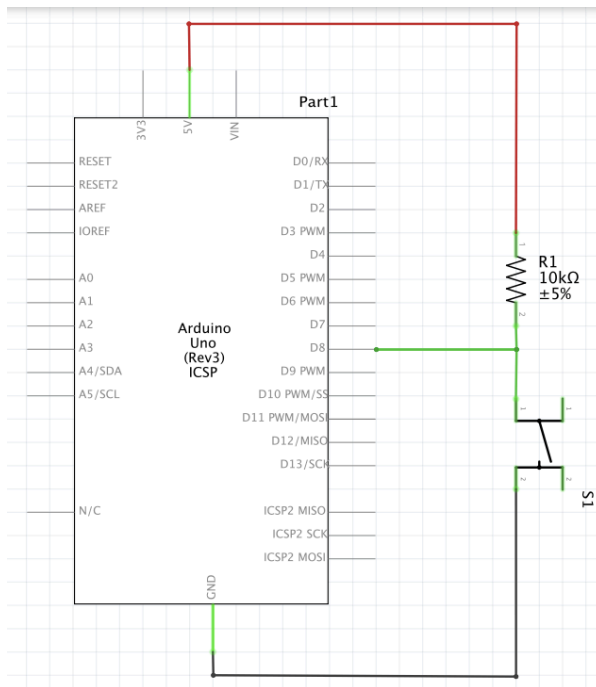 Part1
3V3
5V
VIN
RESET
RESET2
AREF
IOREF
A0
A1
A2
A3
A4/SDA
A5/SCL
N/C
Arduino
Uno
(Rev3)
ICSP
D0/RX
D1/TX
D2
D3 PWM
D4
D5 PWM
D6 PWM
D7
D8
D9 PWM
D10 PWM/SS
D11 PWM/MOSI
D12/MISO
D13/SCK
ICSP2 MISO
ICSP2 SCK
ICSP2 MOSI
GND
1
R1
10kΩ
±5%
2
1
1
2
2
S1